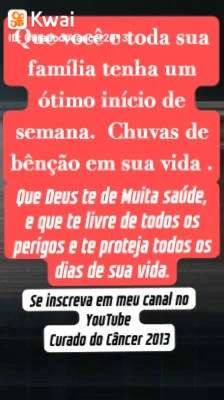 Kwai
Que você e toda sua
família tenha um
ótimo início de
semana. Chuvas de
bênção em sua vida .
Que Deus te de Muita saúde,
e que te livre de todos os
perigos e te proteja todos os
dias de sua vida.
Se inscreva em meu canal no
YouTube
Curado do Câncer 2013